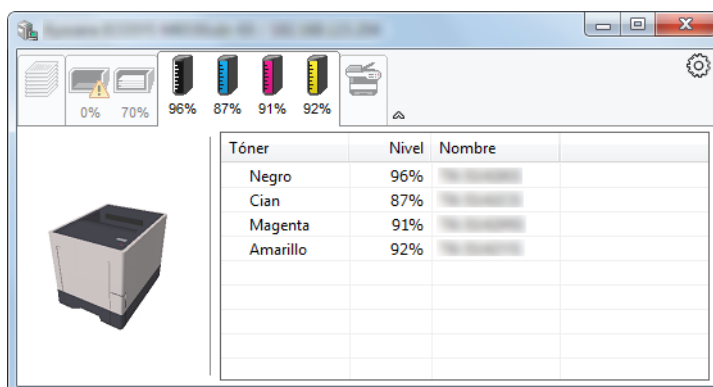 0% 70% 96% 87% 91% 92%
Tóner Nivel Nombre
Negro 96%
Cian 87%
Magenta 91%
Amarillo 92%